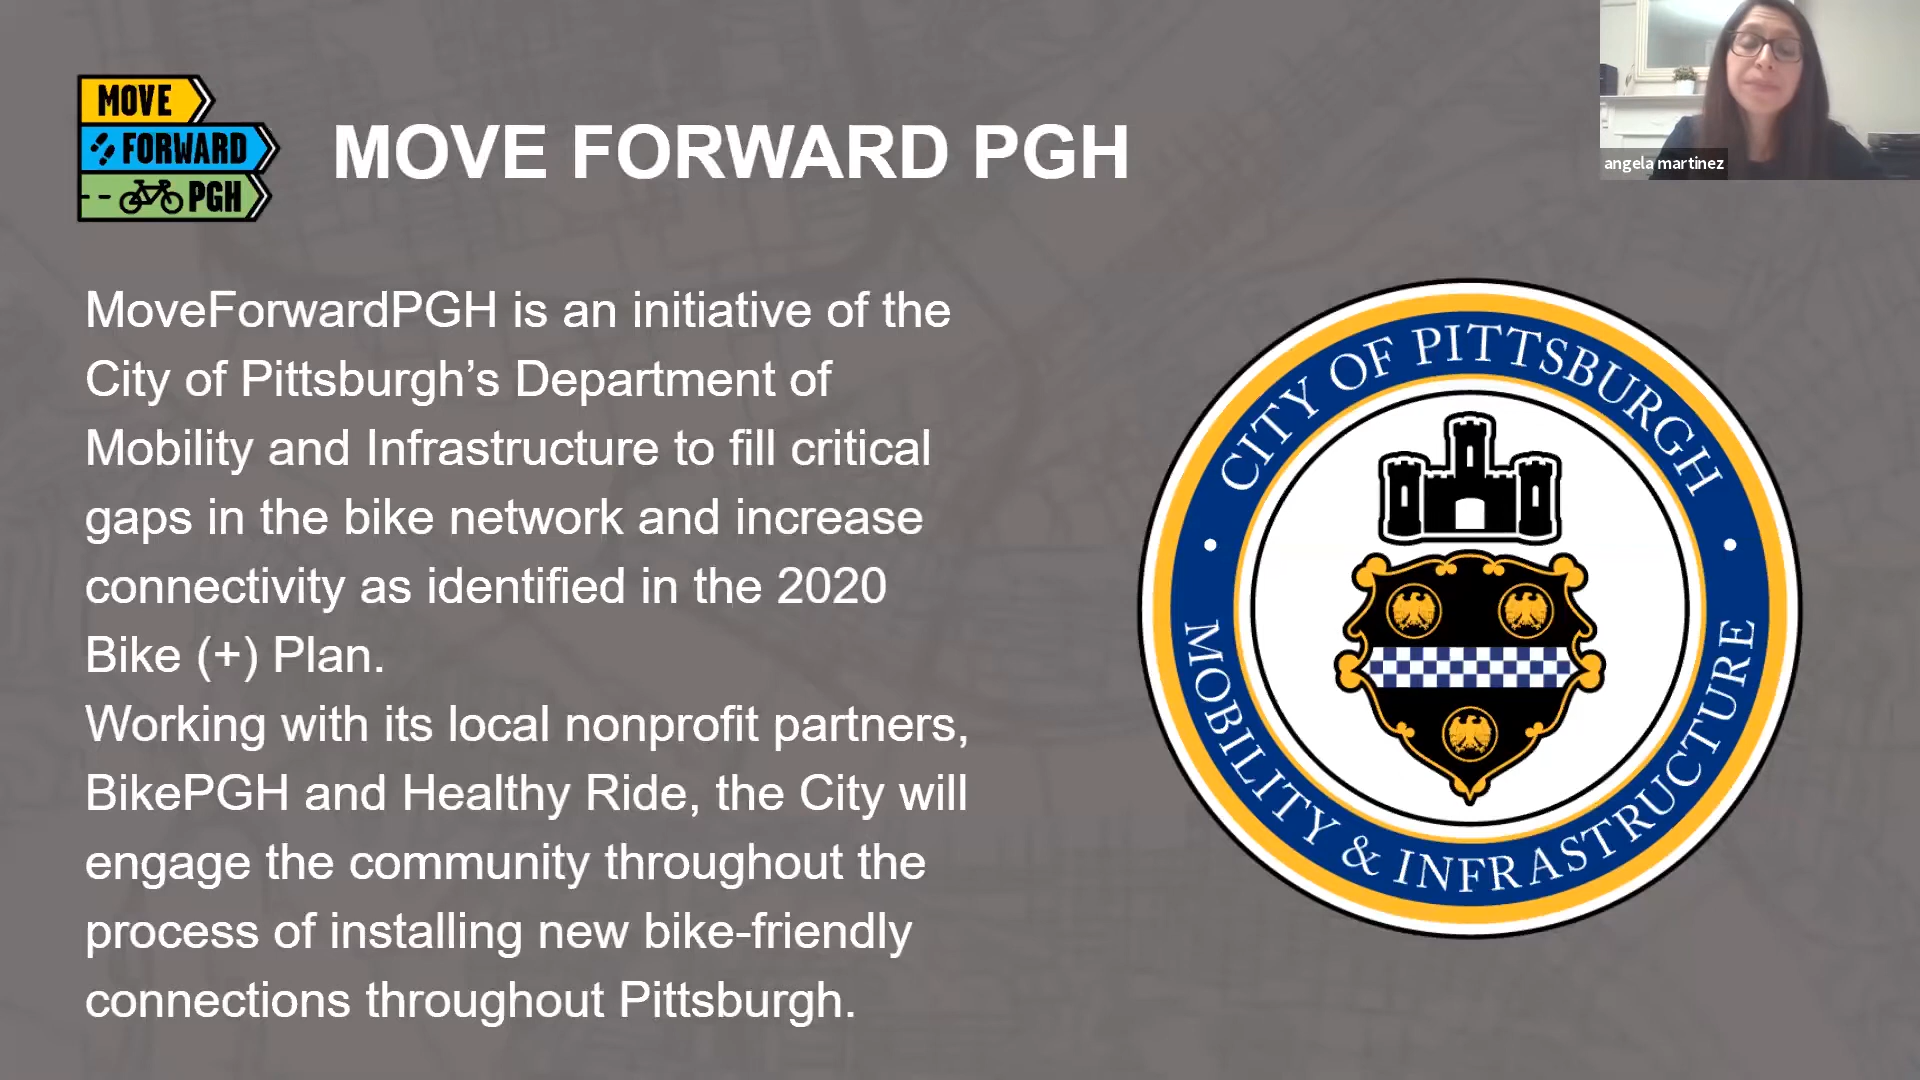 MOVE
FORWARD
PGH
MOVE FORWARD PGH
angela martinez
MoveForwardPGH is an initiative of the
City of Pittsburgh’s Department of
Mobility and Infrastructure to fill critical
gaps in the bike network and increase
connectivity as identified in the 2020
Bike (+) Plan.
Working with its local nonprofit partners,
BikePGH and Healthy Ride, the City will
engage the community throughout the
process of installing new bike-friendly
connections throughout Pittsburgh.
CITY OF PITTSBURGH
MOBILITY & INFRASTRUCTURE